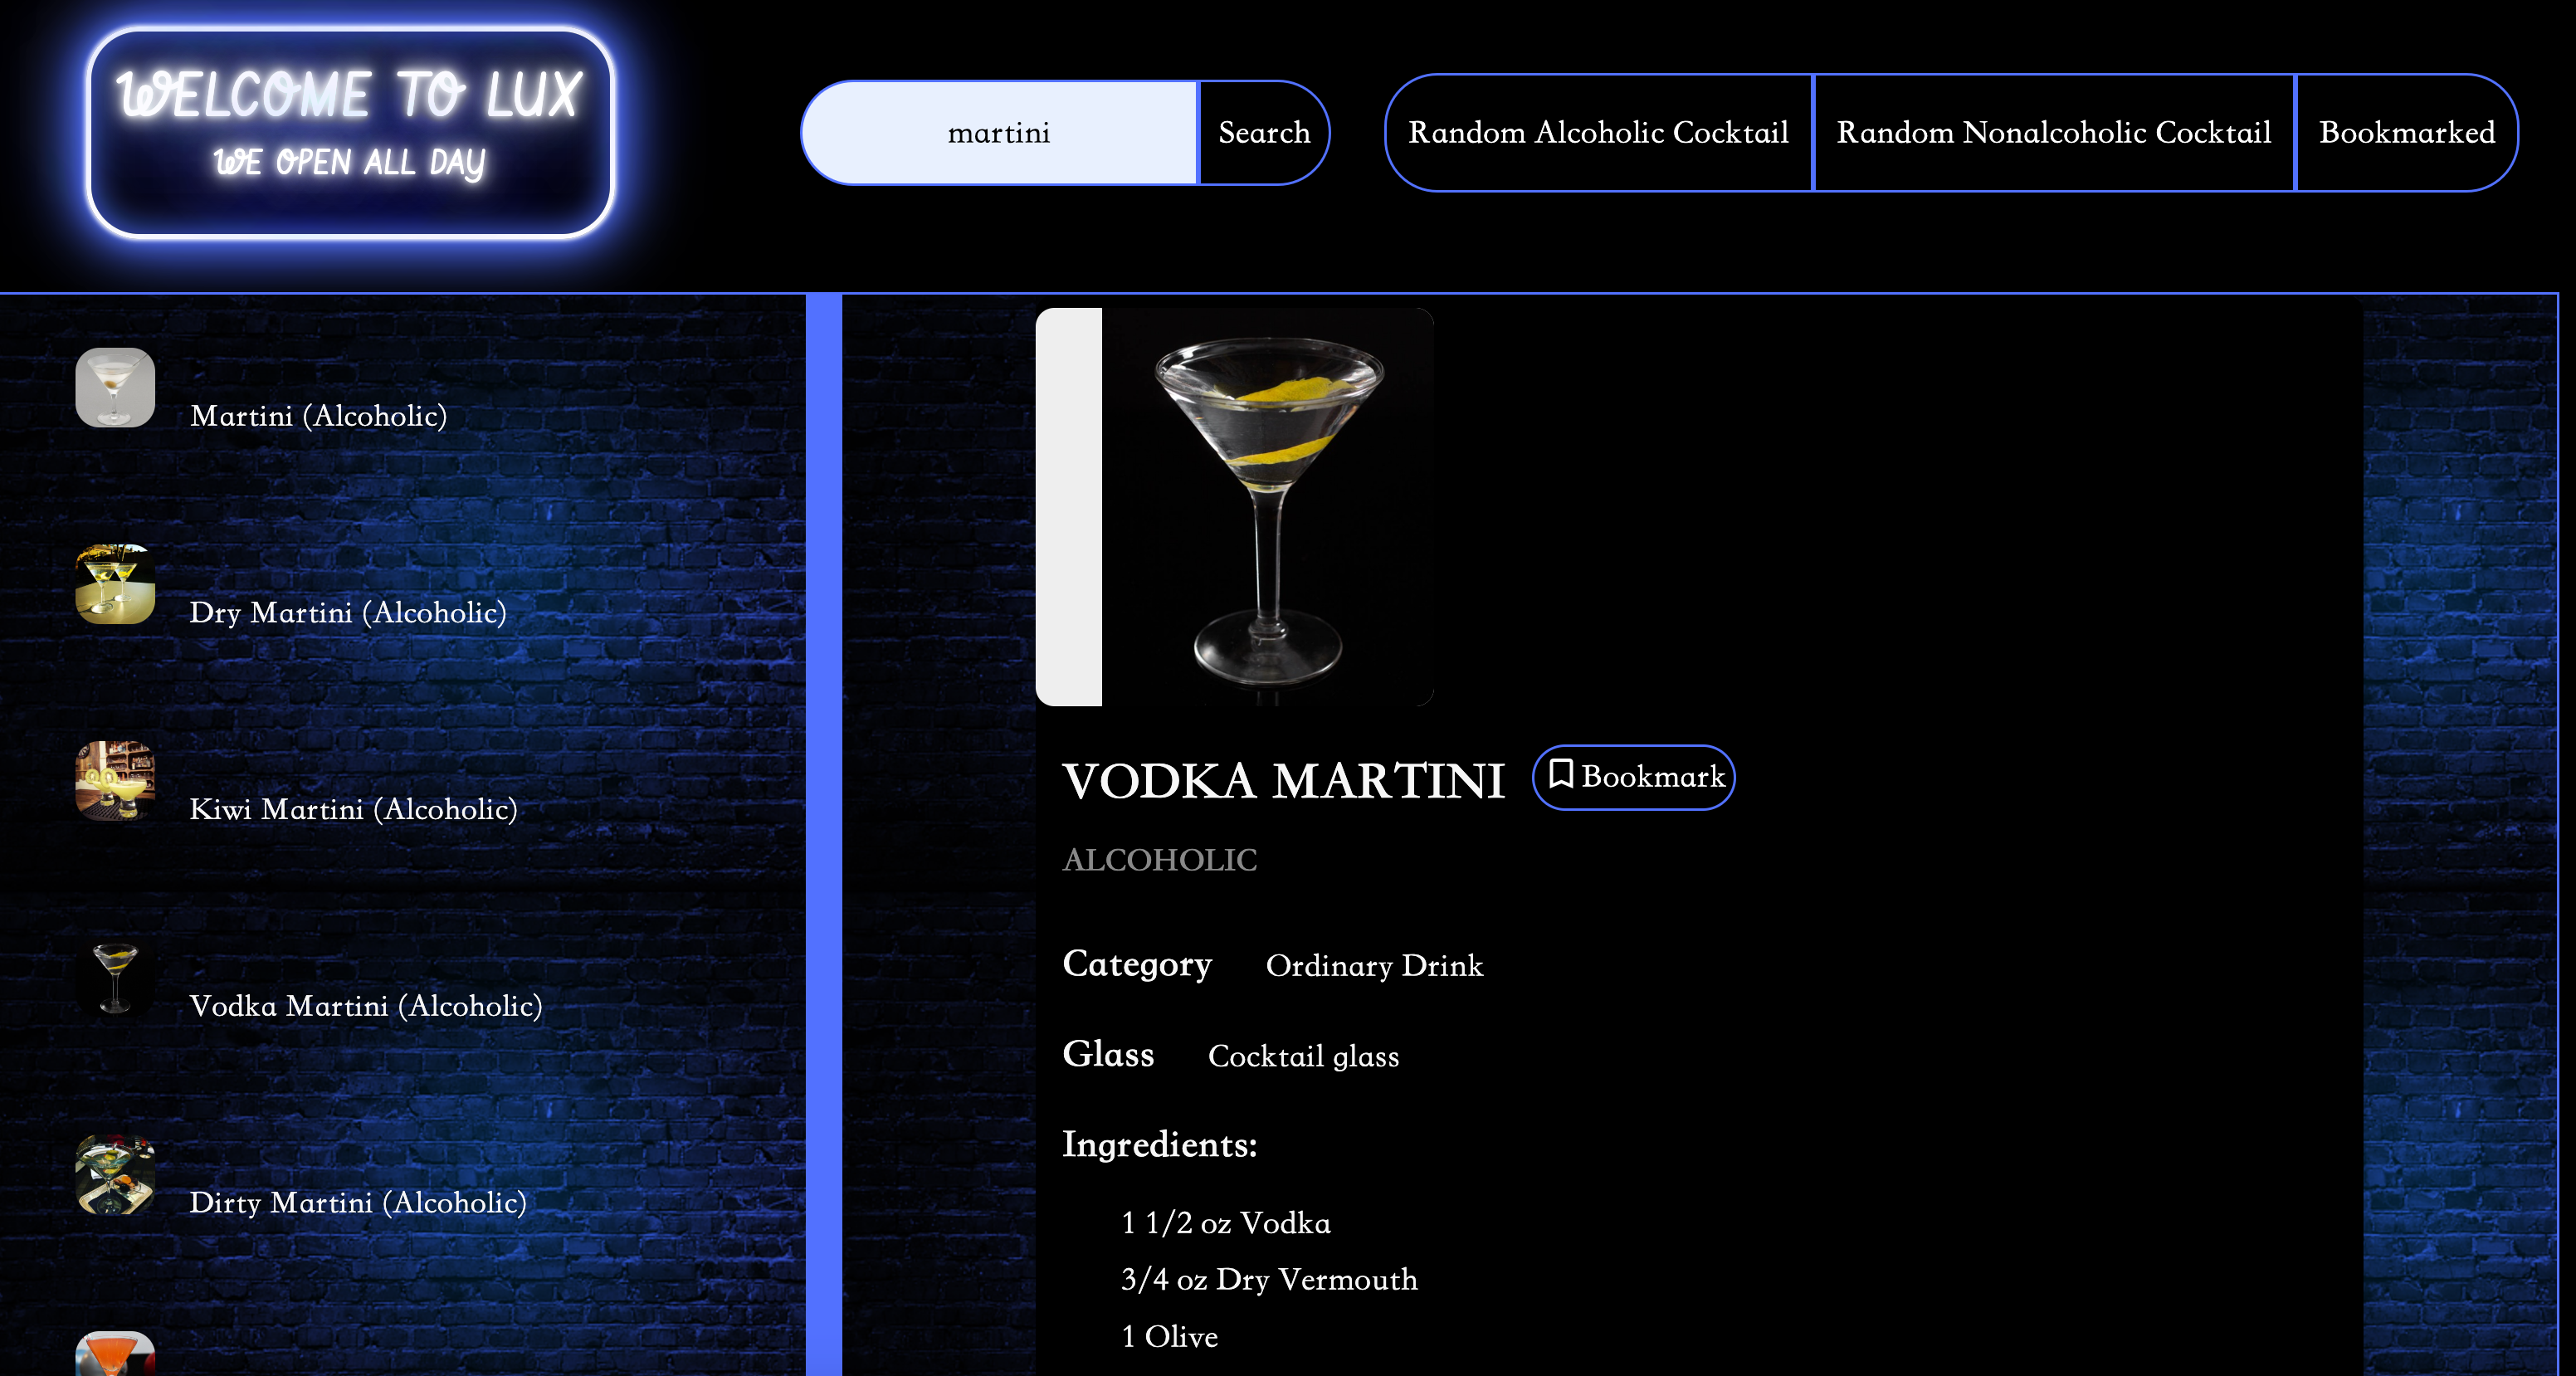 WELCOME TO LUX
WE OPEN ALL DAY
martini
Search
Random Alcoholic Cocktail
Random Nonalcoholic Cocktail
Bookmarked
Martini (Alcoholic)
Dry Martini (Alcoholic)
Kiwi Martini (Alcoholic)
Vodka Martini (Alcoholic)
Dirty Martini (Alcoholic)
VODKA MARTINI
Bookmark
ALCOHOLIC
Category Ordinary Drink
Glass Cocktail glass
Ingredients:
1 1/2 oz Vodka
3/4 oz Dry Vermouth
1 Olive